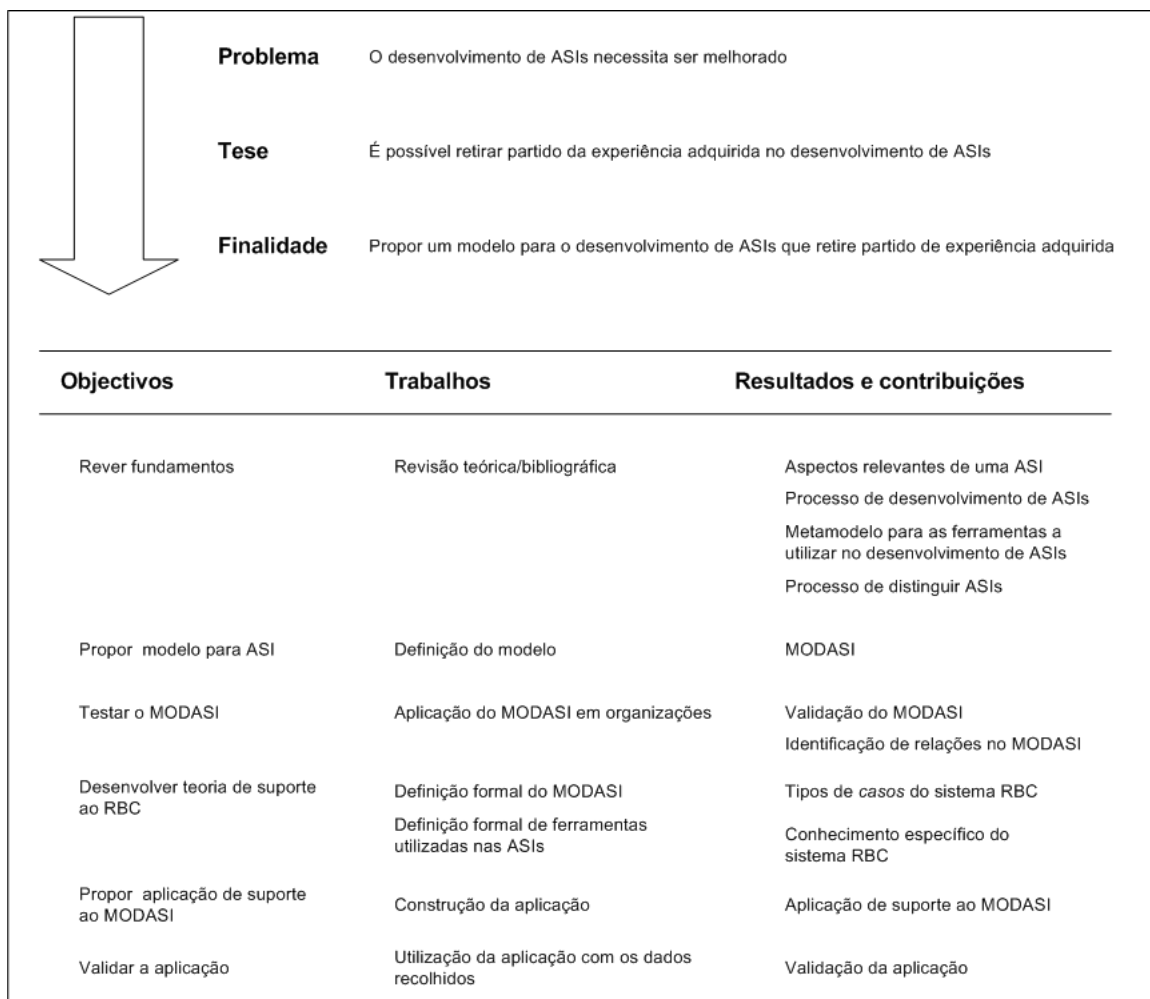 Problema O desenvolvimento de ASIs necessita ser melhorado
Tese É possível retirar partido da experiência adquirida no desenvolvimento de ASIs
Finalidade Propor um modelo para o desenvolvimento de ASIs que retire partido de experiência adquirida
Objectivos Trabalhos Resultados e contribuições
Rever fundamentos Revisão teórica/bibliográfica Aspectos relevantes de uma ASI
Processo de desenvolvimento de ASIs
Metamodelo para as ferramentas a
utilizar no desenvolvimento de ASIs
Processo de distinguir ASIs
Propor modelo para ASI Definição do modelo MODASI
Testar o MODASI Aplicação do MODASI em organizações Validação do MODASI
Identificação de relações no MODASI
Desenvolver teoria de suporte
ao RBC
Definição formal do MODASI
Definição formal de ferramentas
utilizadas nas ASIs
Tipos de casos do sistema RBC
Conhecimento específico do
sistema RBC
Propor aplicação de suporte
ao MODASI
Construção da aplicação
Aplicação de suporte ao MODASI
Validar a aplicação
Utilização da aplicação com os dados
recolhidos
Validação da aplicação